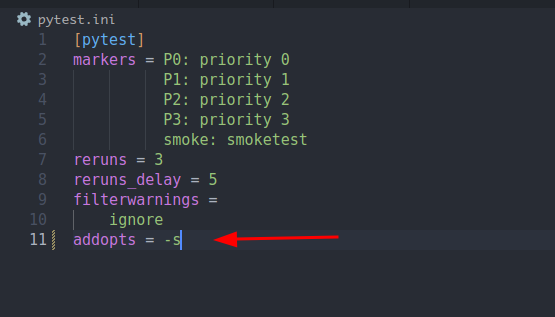 pytest.ini
1 [pytest]
2 markers = P0: priority 0
3 P1: priority 1
4 P2: priority 2
5 P3: priority 3
6 smoke: smoketest
7 reruns = 3
8 reruns_delay = 5
9 filterwarnings =
10 ignore
11 addopts = -s